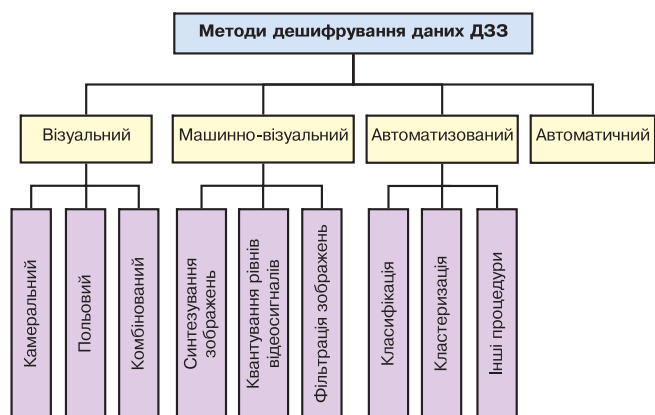 Методи дешифрування даних ДЗЗ
Візуальний
Машинно-візуальний
Автоматизований
Автоматичний
Камеральний
Польовий
Комбінований
Синтезування
зображень
Квантування рівнів
відеосигналів
Фільтрація зображень
Класифікація
Кластеризація
Інші процедури